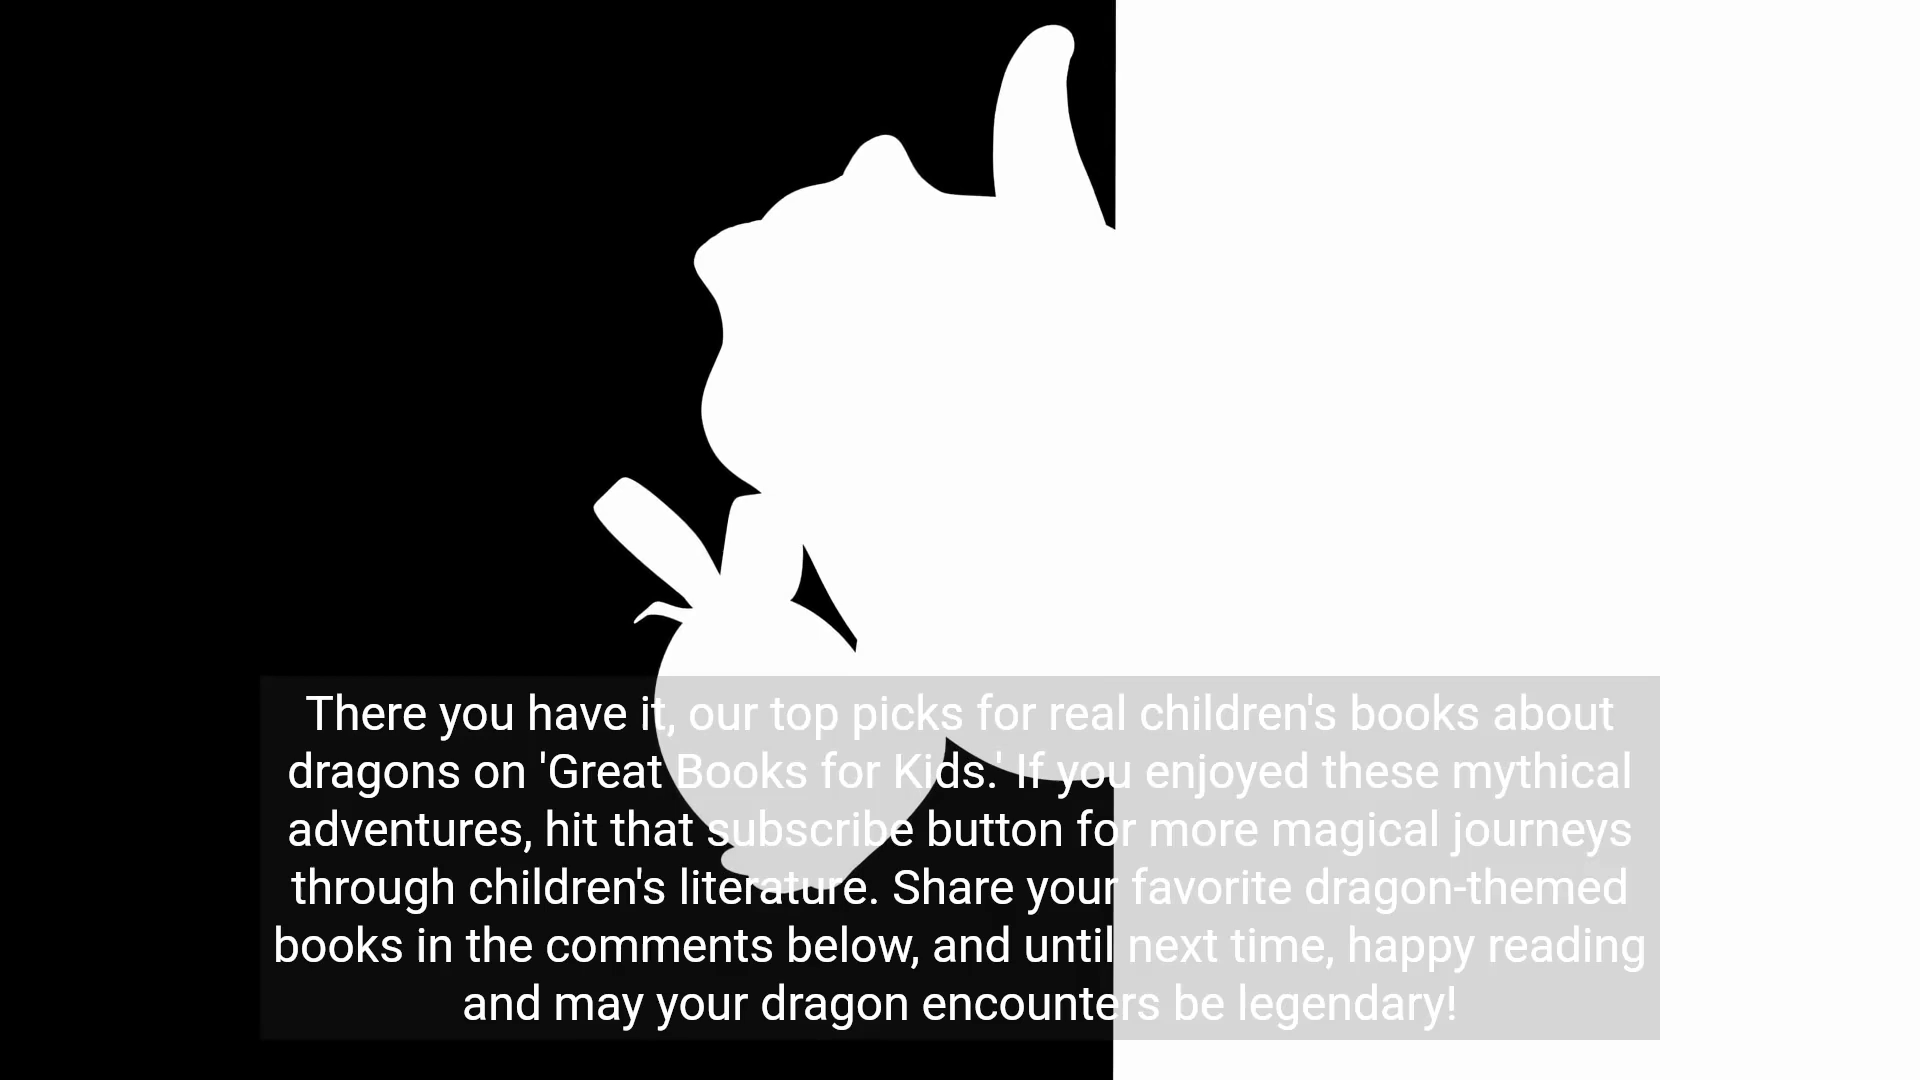 There you have it, our top picks for real children's books about
dragons on 'Great Books for Kids.' If you enjoyed these mythical
adventures, hit that subscribe button for more magical journeys
through children's literature. Share your favorite dragon-themed
books in the comments below, and until next time, happy reading
and may your dragon encounters be legendary!